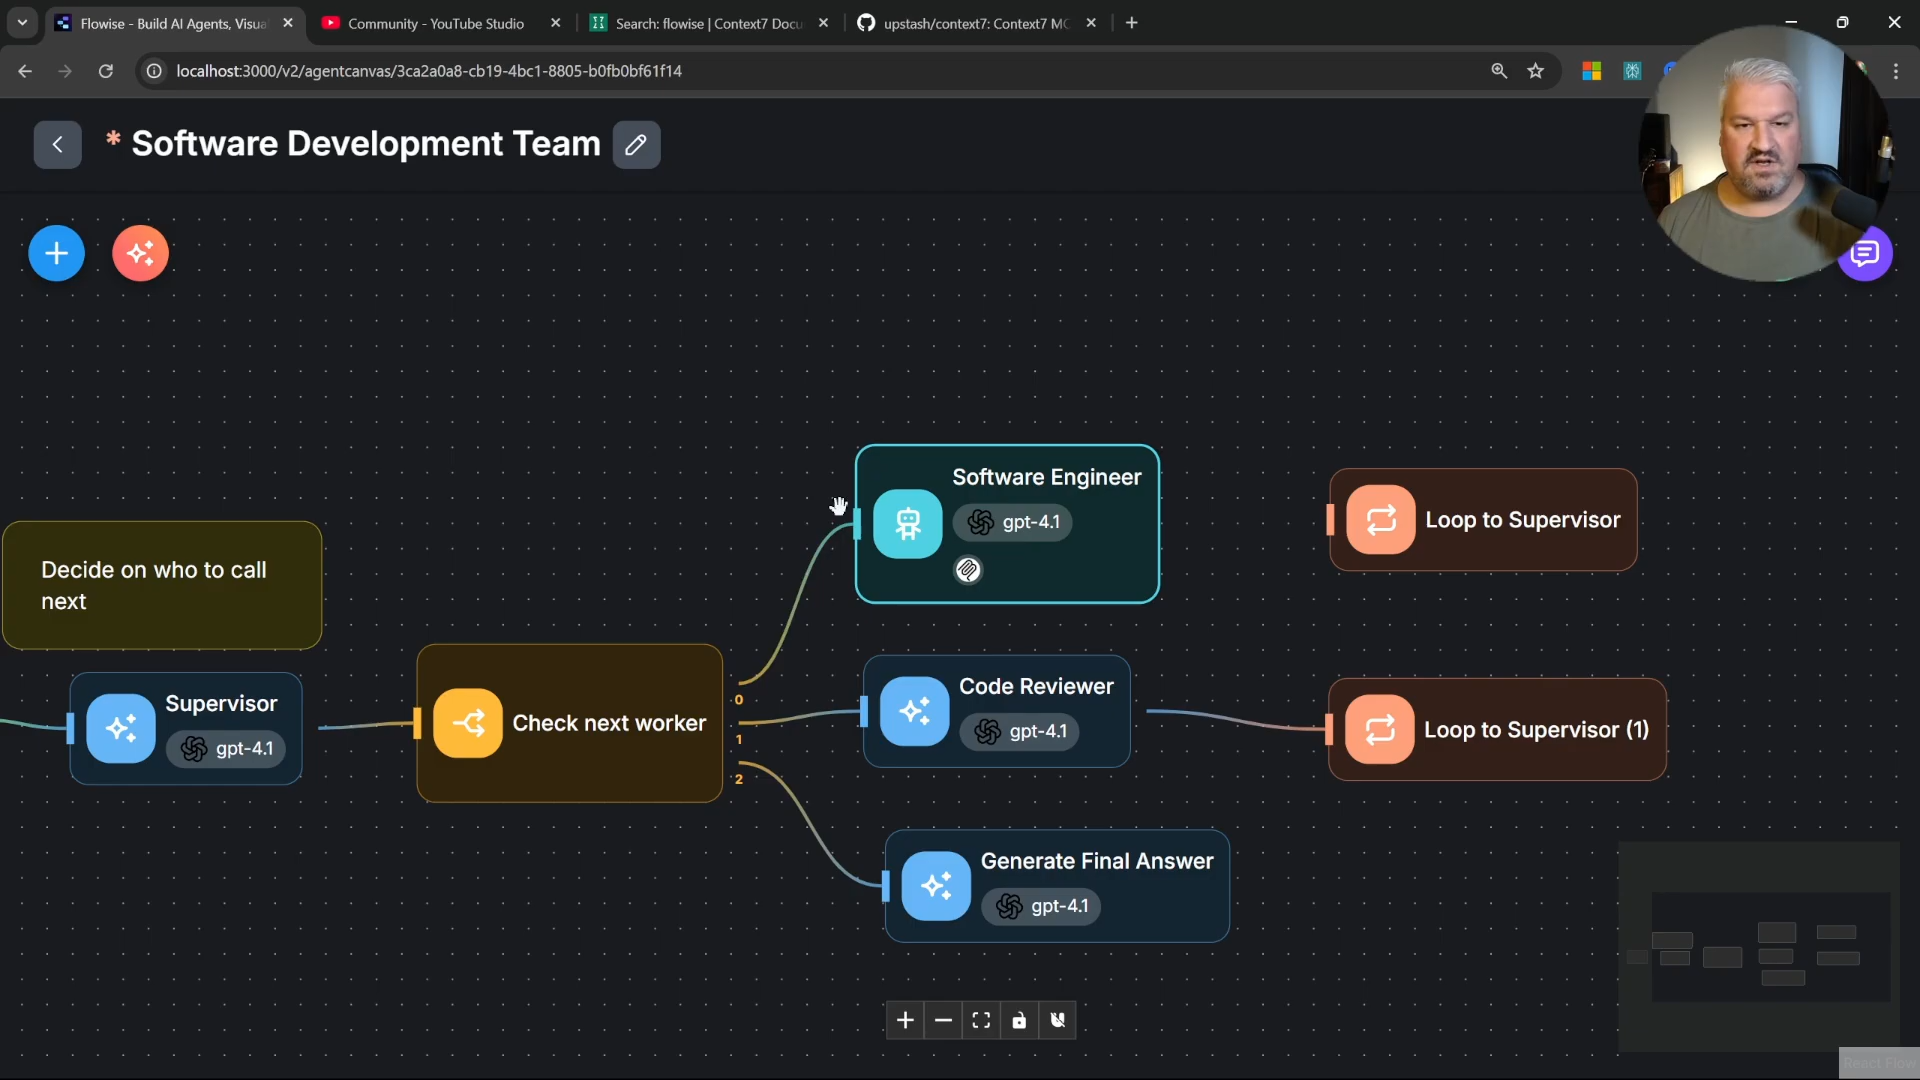 Flowise - Build AI Agents, Visua
Community - YouTube Studio
Search: flowise | Context7 Docu
upstash/context7: Context7 MC
localhost:3000/v2/agentcanvas/3ca2a0a8-cb19-4bc1-8805-b0fb0bf61f14
* Software Development Team
Software Engineer
gpt-4.1
Loop to Supervisor
Decide on who to call
next
Supervisor
gpt-4.1
Check next worker
0
1
2
Code Reviewer
gpt-4.1
Loop to Supervisor (1)
Generate Final Answer
gpt-4.1
React Flow